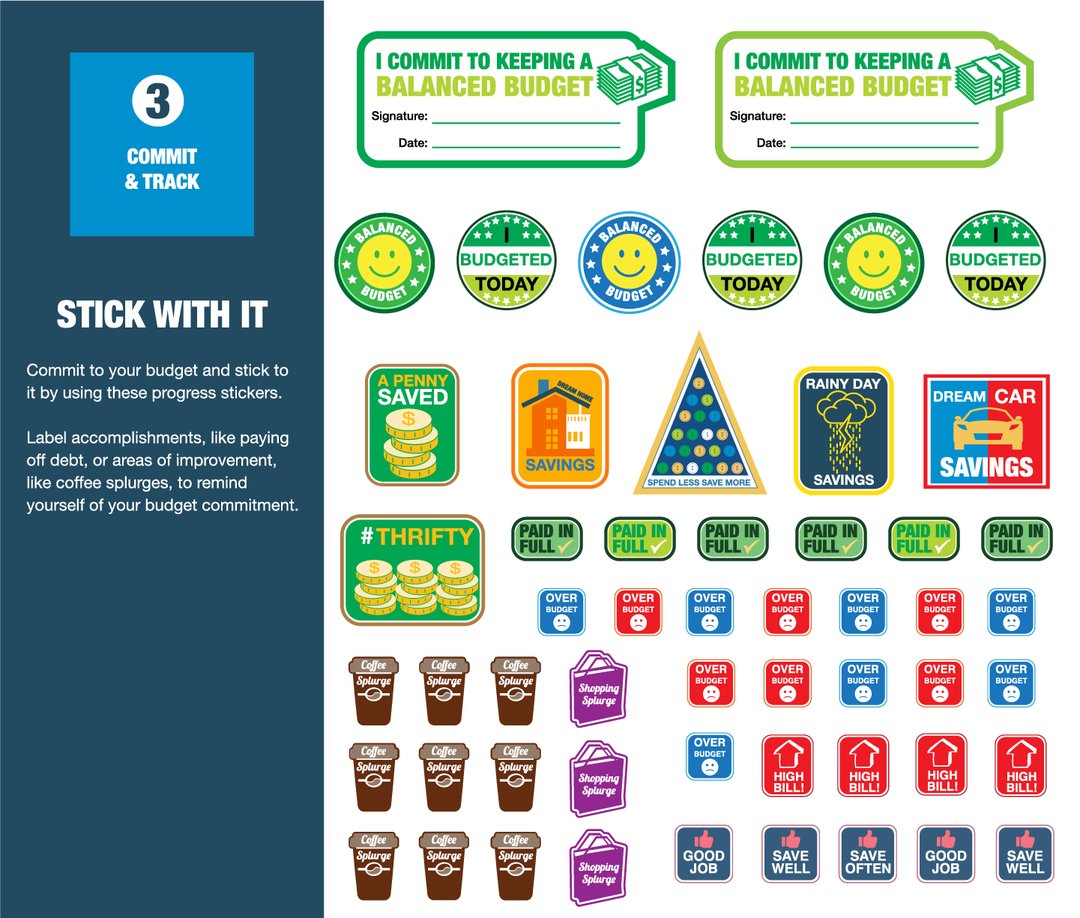 3
COMMIT
& TRACK
STICK WITH IT
Commit to your budget and stick to
it by using these progress stickers.
Label accomplishments, like paying
off debt, or areas of improvement,
like coffee splurges, to remind
yourself of your budget commitment.
I COMMIT TO KEEPING A
BALANCED BUDGET
$
Signature:
Date:
I COMMIT TO KEEPING A
BALANCED BUDGET
$
Signature:
Date:
BALANCED
BUDGET
I
BUDGETED
TODAY
BALANCED
BUDGET
I
BUDGETED
TODAY
BALANCED
BUDGET
I
BUDGETED
TODAY
A PENNY
SAVED
$
DREAM HOME
SAVINGS
SPEND LESS SAVE MORE
RAINY DAY
SAVINGS
DREAM CAR
SAVINGS
#THRIFTY
$ $ $
PAID IN
FULL
PAID IN
FULL
PAID IN
FULL
PAID IN
FULL
PAID IN
FULL
PAID IN
FULL
OVER
BUDGET
OVER
BUDGET
OVER
BUDGET
OVER
BUDGET
OVER
BUDGET
OVER
BUDGET
OVER
BUDGET
Coffee
Splurge
Coffee
Splurge
Coffee
Splurge
Shopping
Splurge
OVER
BUDGET
OVER
BUDGET
OVER
BUDGET
OVER
BUDGET
OVER
BUDGET
Coffee
Splurge
Coffee
Splurge
Coffee
Splurge
Shopping
Splurge
OVER
BUDGET
HIGH
BILL!
HIGH
BILL!
HIGH
BILL!
HIGH
BILL!
Coffee
Splurge
Coffee
Splurge
Coffee
Splurge
Shopping
Splurge
GOOD
JOB
SAVE
WELL
SAVE
OFTEN
GOOD
JOB
SAVE
WELL